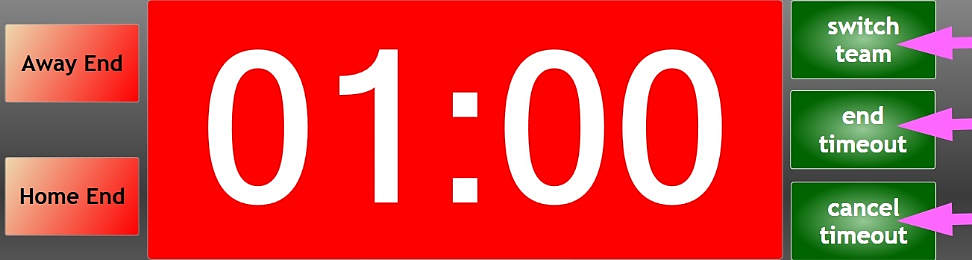 Away End
Home End
01:00
switch
team
end
timeout
cancel
timeout